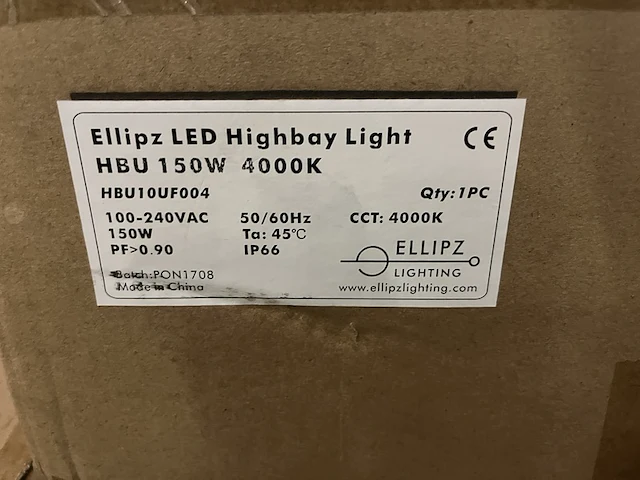 Ellipz LED Highbay Light CE
HBU 150W 4000K
HBU10UF004 Qty:1PC
100-240VAC 50/60Hz CCT: 4000K
150W Ta: 45℃
PF>0.90 IP66
ELLIPZ
LIGHTING
Batch:PON1708
Made in China www.ellipzlighting.com